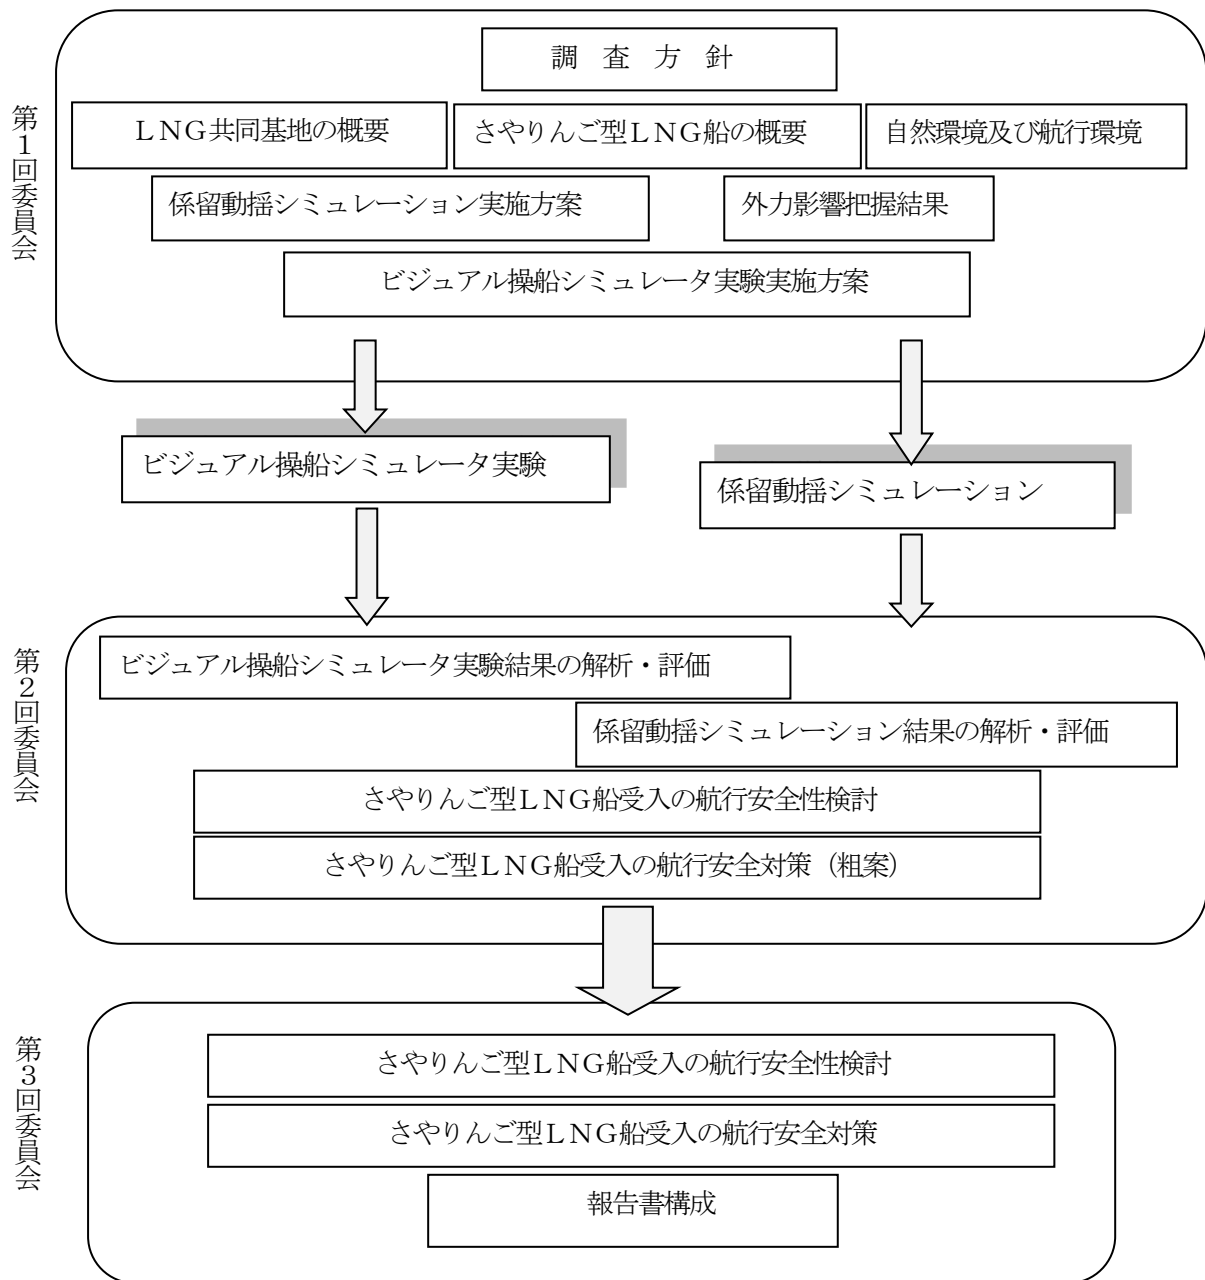 第1回委員会
調　査　方　針
ＬＮＧ共同基地の概要
さやりんご型ＬＮＧ船の概要
自然環境及び航行環境
係留動揺シミュレーション実施方案
外力影響把握結果
ビジュアル操船シミュレータ実験実施方案
ビジュアル操船シミュレータ実験
係留動揺シミュレーション
第2回委員会
ビジュアル操船シミュレータ実験結果の解析・評価
係留動揺シミュレーション結果の解析・評価
さやりんご型ＬＮＧ船受入の航行安全性検討
さやりんご型ＬＮＧ船受入の航行安全対策（粗案）
第3回委員会
さやりんご型ＬＮＧ船受入の航行安全性検討
さやりんご型ＬＮＧ船受入の航行安全対策
報告書構成